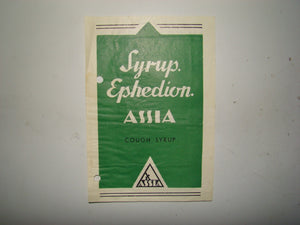 Syrup.
Ephedion.
ASSIA
COUGH SYRUP
ASSIA